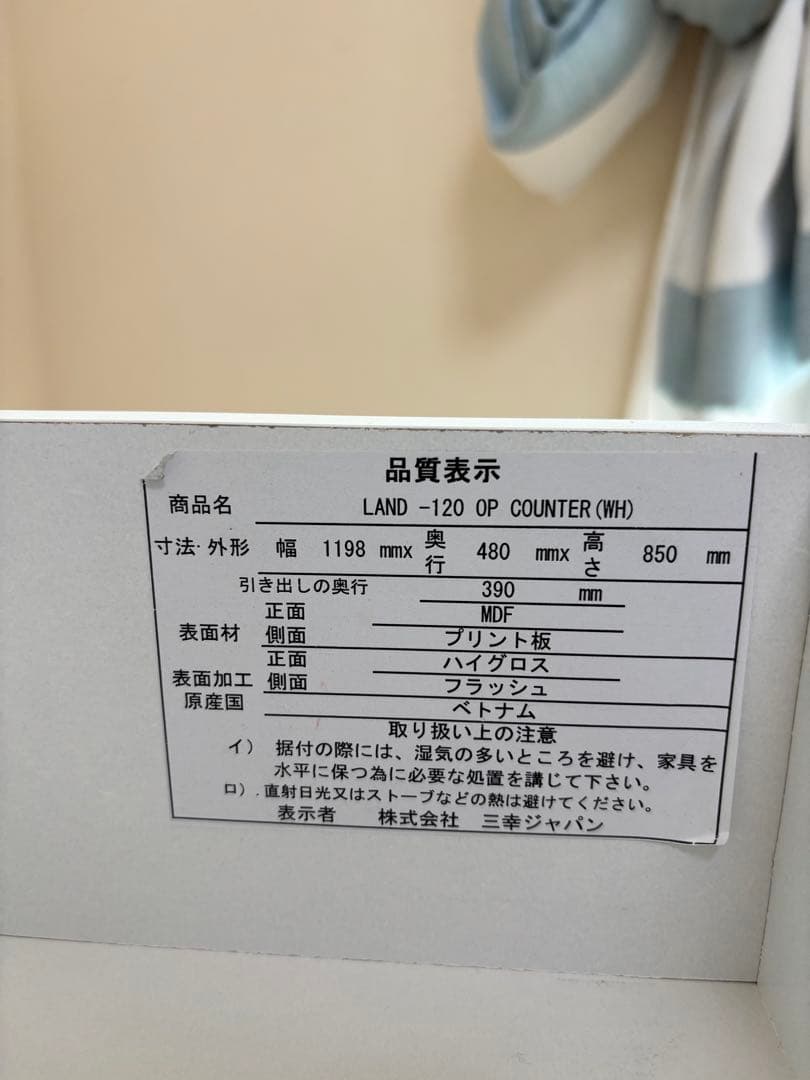 品質表示
商品名 LAND -120 OP COUNTER(WH)
寸法・外形 幅 1198 mmx 奥行 480 mmx 高さ 850 mm
引き出しの奥行 390 mm
表面材 正面 MDF
側面 プリント板
表面加工 正面 ハイグロス
側面 フラッシュ
原産国 ベトナム
取り扱い上の注意
イ) 据付の際には、湿気の多いところを避け、家具を
水平に保つ為に必要な処置を講じて下さい。
ロ).直射日光又はストーブなどの熱は避けてください。
表示者 株式会社 三幸ジャパン